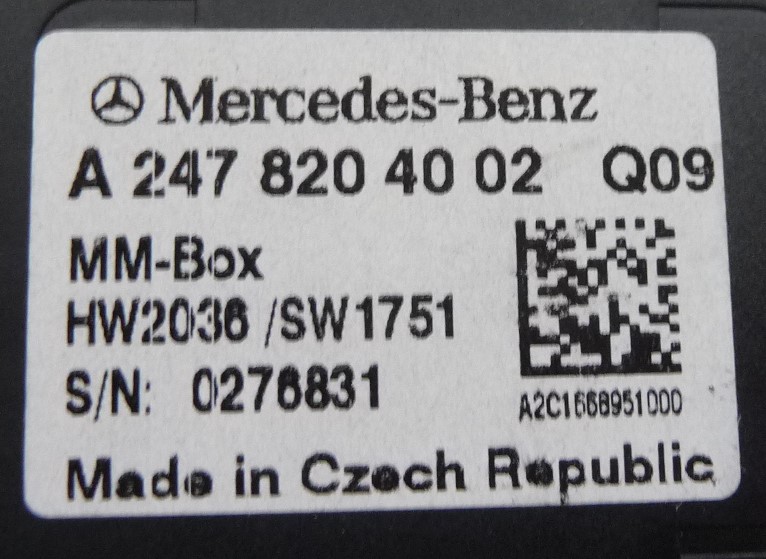 Mercedes-Benz
A 247 820 40 02 Q09
MM-Box
HW2036 /SW1751
S/N: 0276831
A2C1668951000
Made in Czech Republic